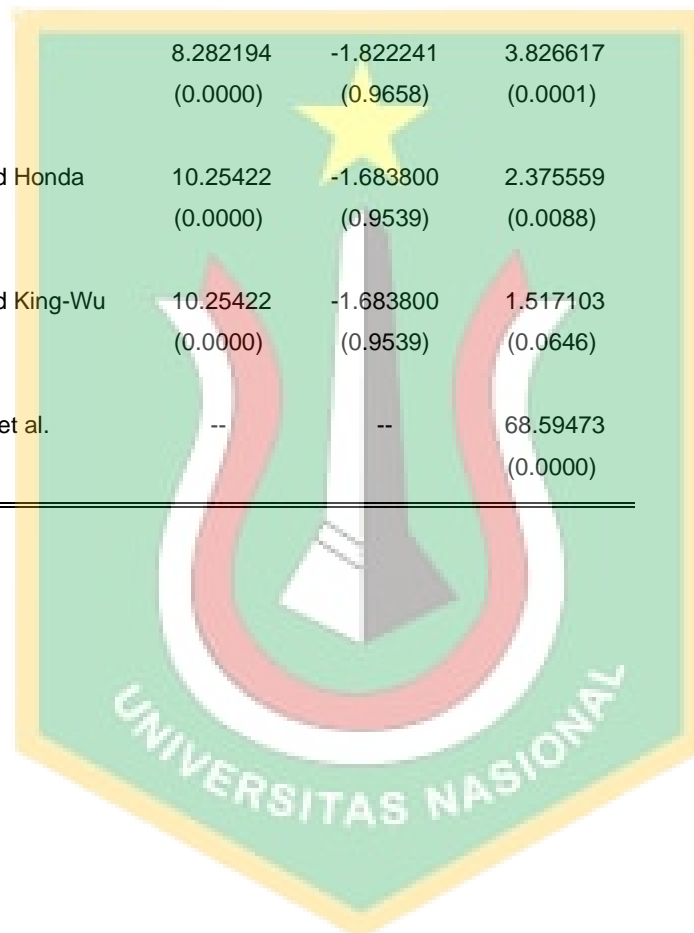 8.282194 -1.822241 3.826617
(0.0000) (0.9658) (0.0001)
d Honda 10.25422 -1.683800 2.375559
(0.0000) (0.9539) (0.0088)
d King-Wu 10.25422 -1.683800 1.517103
(0.0000) (0.9539) (0.0646)
et al. -- -- 68.59473
(0.0000)
UNIVERSITAS NASIONAL